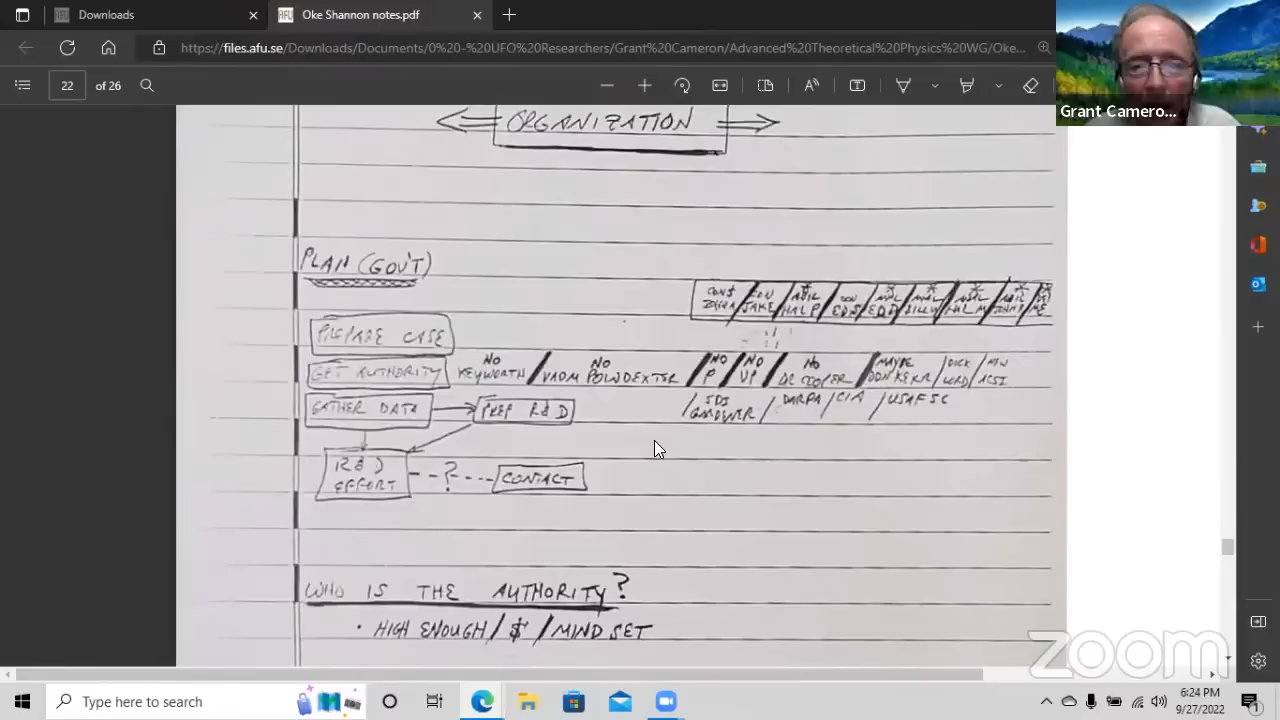 Downloads
Oke Shannon notes.pdf
https://files.afu.se/Downloads/Documents/0%20-%20UFO%20Researchers/Grant%20Cameron/Advanced%20Theoretical%20Physics%20WG/Oke...
22 of 26
Grant Camero...
ORGANIZATION
PLAN (GOV'T)
JAKE HAL P
PREPARE CASE
GET AUTHORITY
NO KEYWORTH / NO VADM POINDEXTER / NO P / NO VP / NO DR COOPER / MAYBE DON KERR / DICK
GATHER DATA
PREP R&D
SDI / DARPA / CIA / USAFSC
R&D EFFORT
?
CONTACT
WHO IS THE AUTHORITY?
• HIGH ENOUGH / $ / MIND SET
zoom
Type here to search
6:24 PM
9/27/2022
1